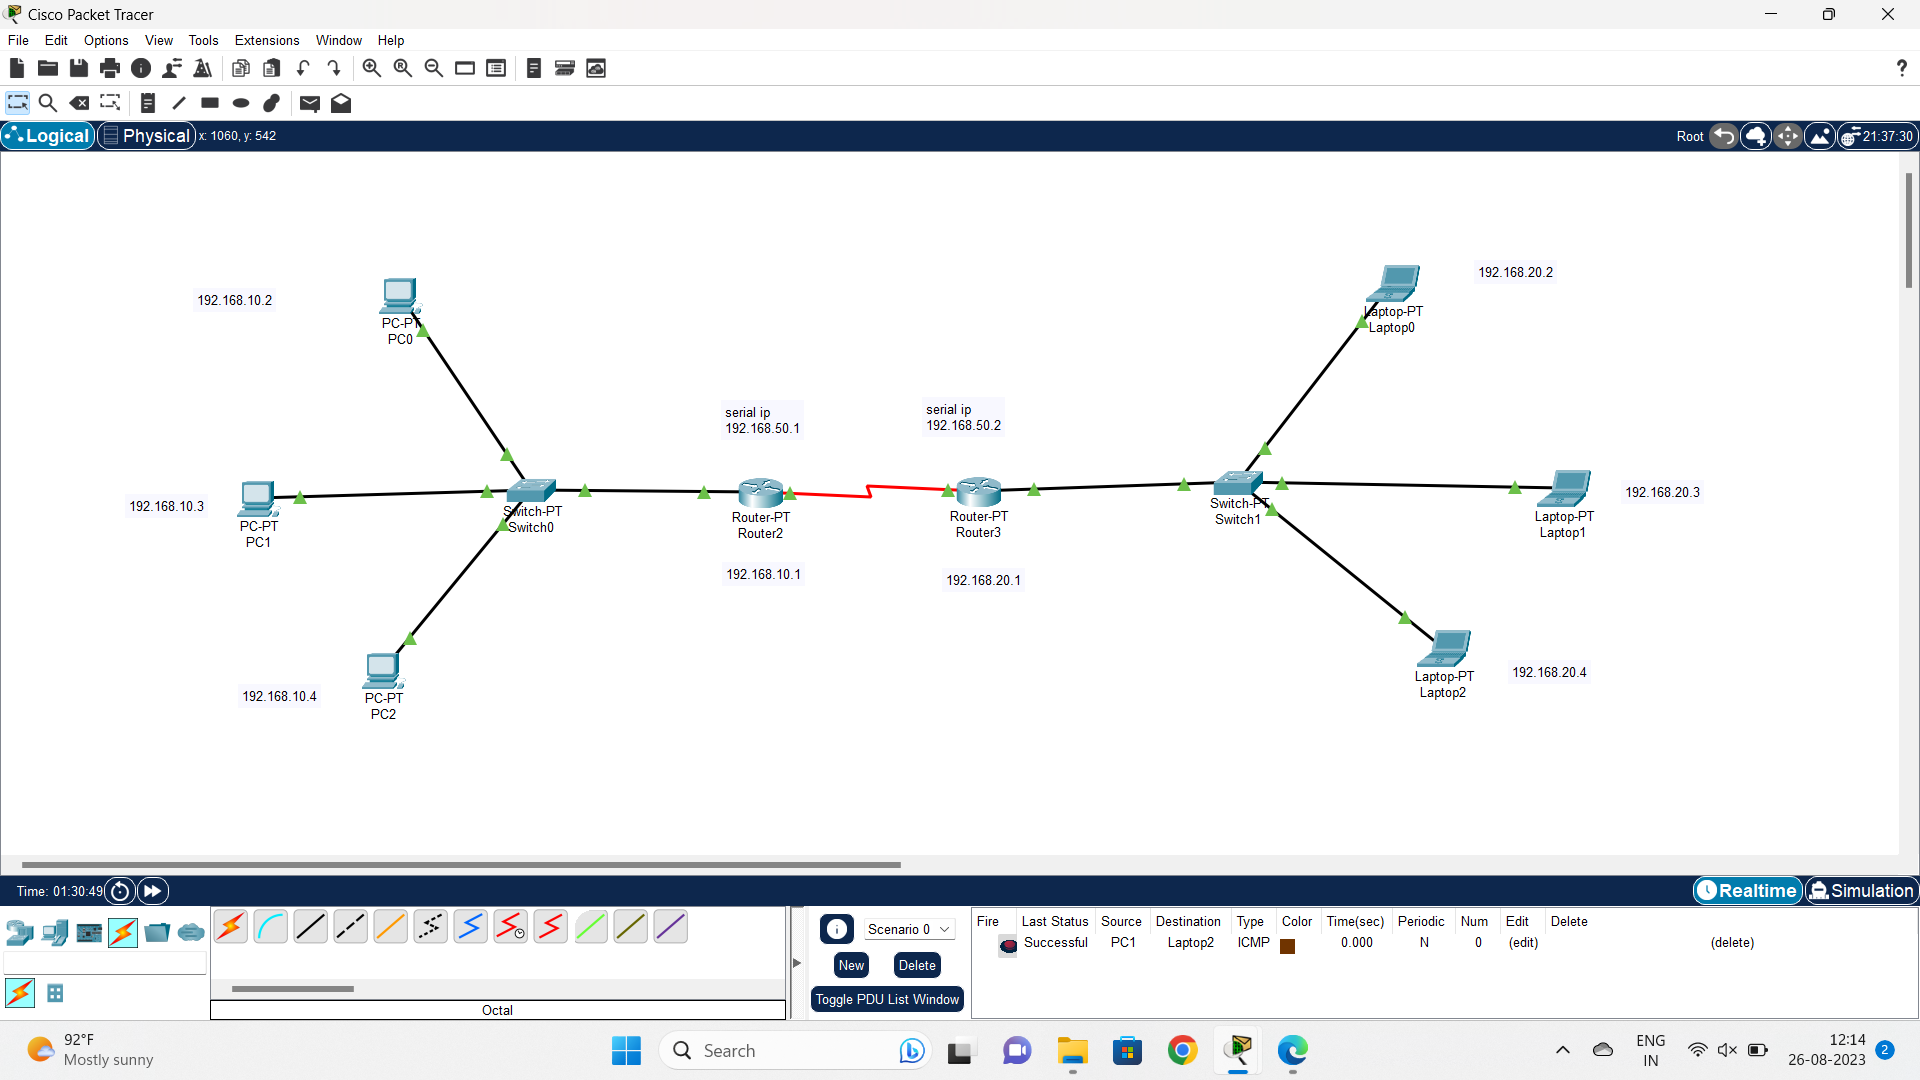 Cisco Packet Tracer
File Edit Options View Tools Extensions Window Help
?
Logical Physical x: 1060, y: 542 Root 21:37:30
192.168.10.2
PC-PT
PC0
192.168.20.2
Laptop-PT
Laptop0
serial ip
192.168.50.1
serial ip
192.168.50.2
192.168.10.3
PC-PT
PC1
Switch-PT
Switch0
Router-PT
Router2
Router-PT
Router3
Switch-PT
Switch1
Laptop-PT
Laptop1
192.168.20.3
192.168.10.1
192.168.20.1
192.168.10.4
PC-PT
PC2
Laptop-PT
Laptop2
192.168.20.4
Time: 01:30:49 Realtime Simulation
Scenario 0
New Delete
Toggle PDU List Window
Fire Last Status Source Destination Type Color Time(sec) Periodic Num Edit Delete
Successful PC1 Laptop2 ICMP 0.000 N 0 (edit) (delete)
Octal
92°F
Mostly sunny
Search
ENG
IN
12:14
26-08-2023
2